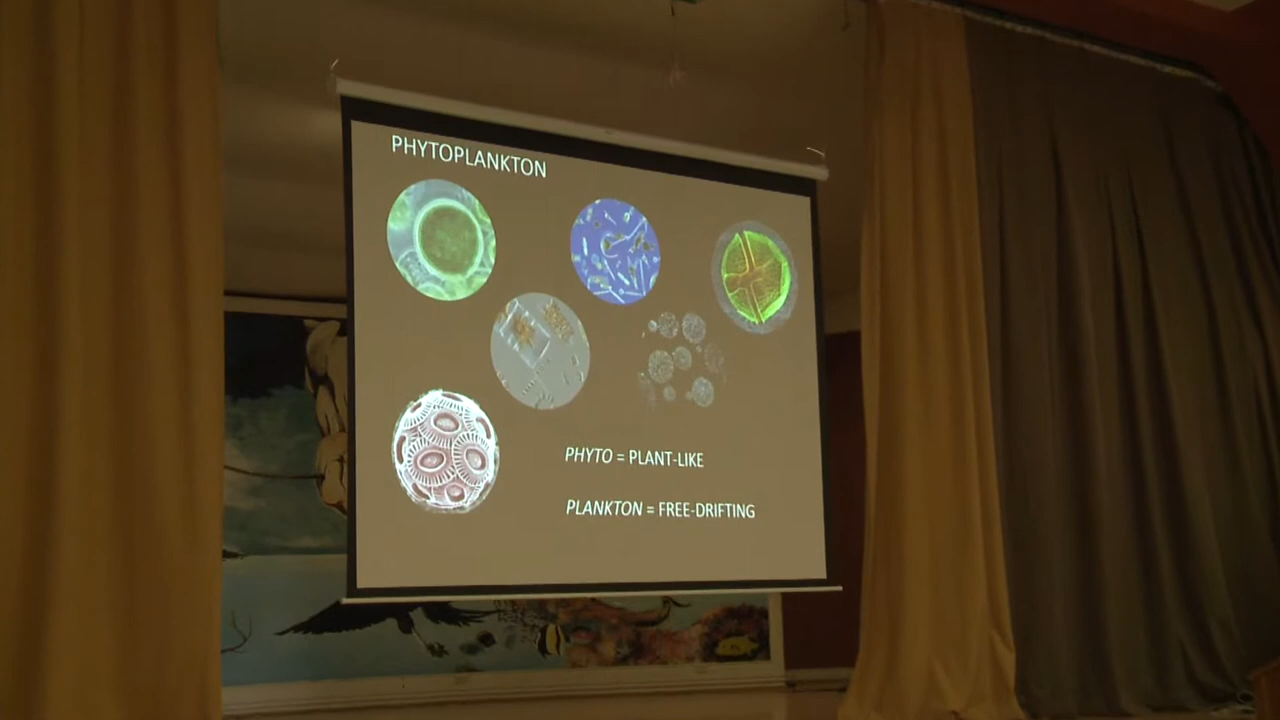 PHYTOPLANKTON
PHYTO = PLANT-LIKE
PLANKTON = FREE-DRIFTING